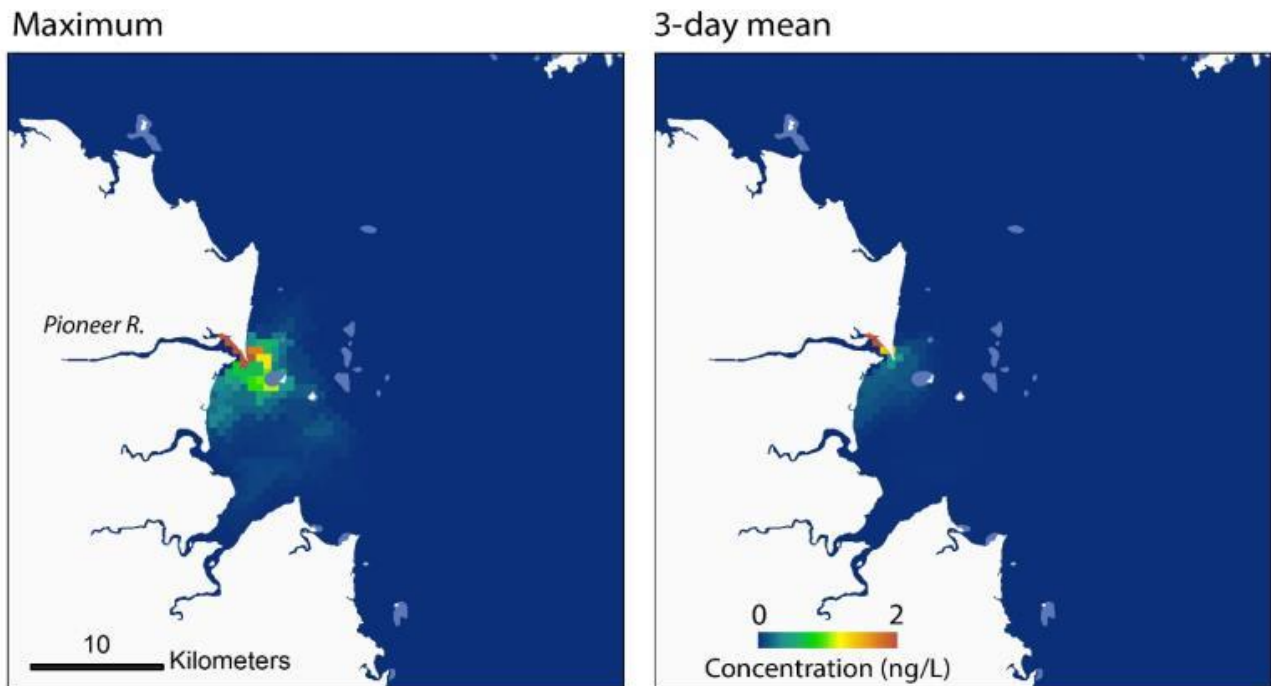 Maximum
3-day mean
Pioneer R.
10
Kilometers
0 2
Concentration (ng/L)